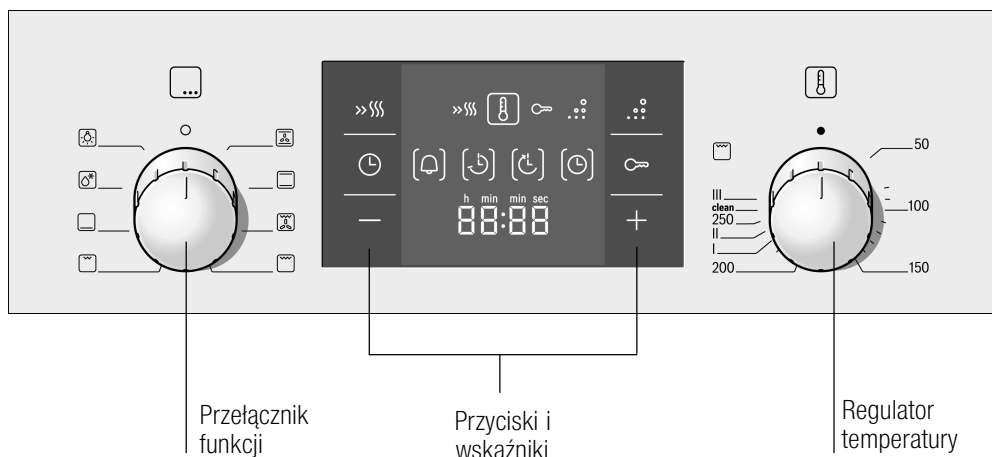 h min min sec
88:88
50
100
150
III
clean
250
II
I
200
Przełącznik
funkcji
Przyciski i
wskaźniki
Regulator
temperatury